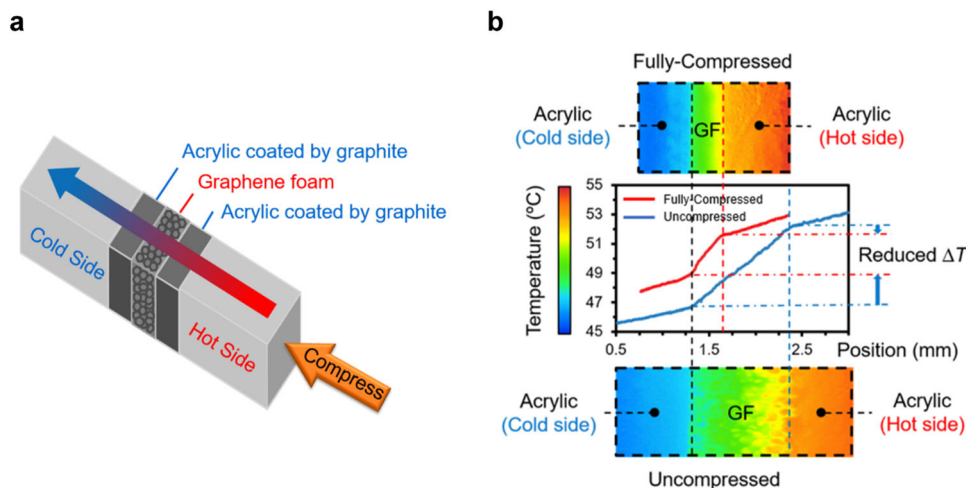 a
Acrylic coated by graphite
Graphene foam
Acrylic coated by graphite
Cold Side
Hot Side
Compress
b
Fully-Compressed
Acrylic
(Cold side)
GF
Acrylic
(Hot side)
Temperature (°C)
55
53
51
49
47
45
Fully-Compressed
Uncompressed
Reduced ΔT
0.5
1.5
2.5
Position (mm)
Acrylic
(Cold side)
GF
Acrylic
(Hot side)
Uncompressed